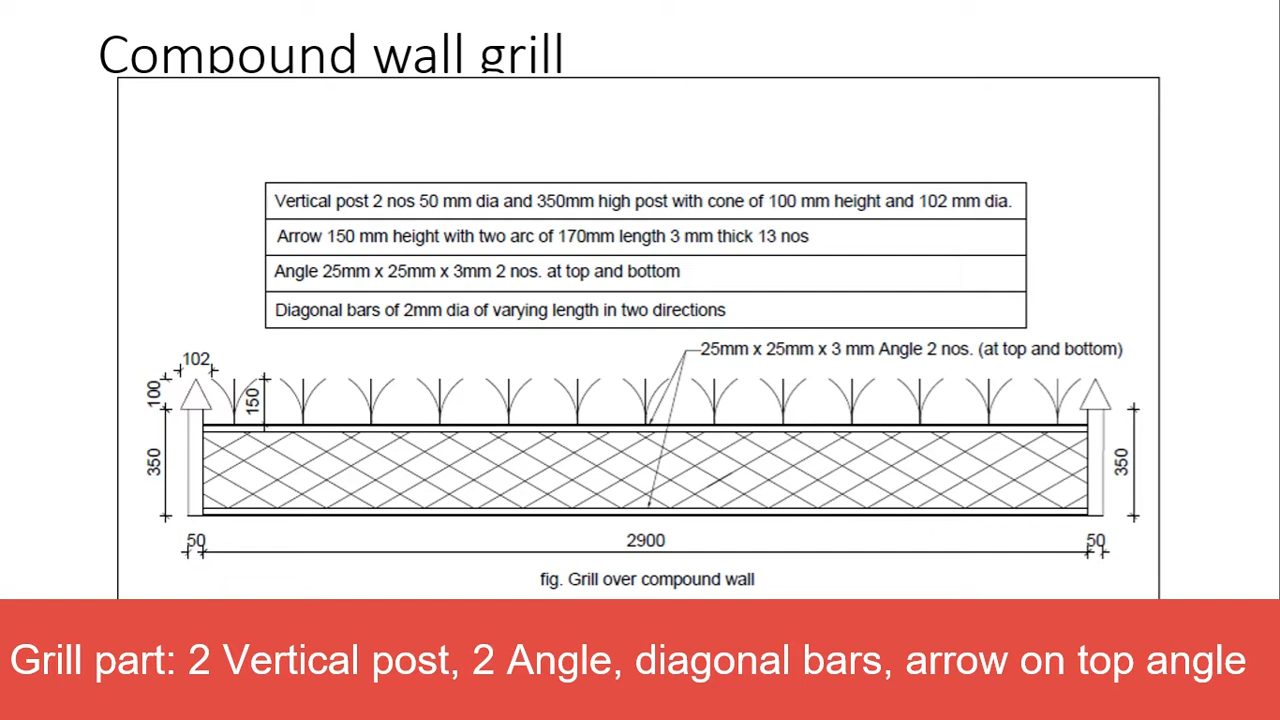 Compound wall grill
Vertical post 2 nos 50 mm dia and 350mm high post with cone of 100 mm height and 102 mm dia.
Arrow 150 mm height with two arc of 170mm length 3 mm thick 13 nos
Angle 25mm x 25mm x 3mm 2 nos. at top and bottom
Diagonal bars of 2mm dia of varying length in two directions
25mm x 25mm x 3 mm Angle 2 nos. (at top and bottom)
102
100
150
350
350
50
2900
50
fig. Grill over compound wall
Grill part: 2 Vertical post, 2 Angle, diagonal bars, arrow on top angle